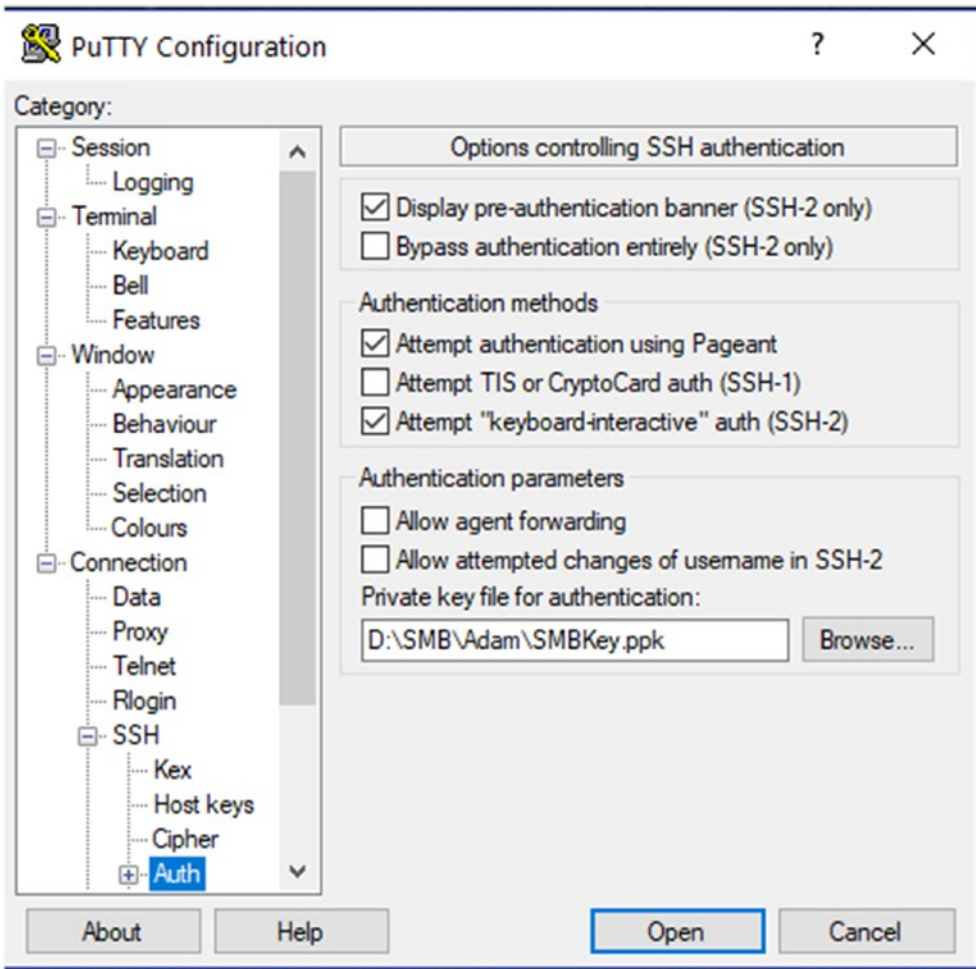 PuTTY Configuration
?
Category:
Session
Logging
Terminal
Keyboard
Bell
Features
Window
Appearance
Behaviour
Translation
Selection
Colours
Connection
Data
Proxy
Telnet
Rlogin
SSH
Kex
Host keys
Cipher
Auth
Options controlling SSH authentication
Display pre-authentication banner (SSH-2 only)
Bypass authentication entirely (SSH-2 only)
Authentication methods
Attempt authentication using Pageant
Attempt TIS or CryptoCard auth (SSH-1)
Attempt "keyboard-interactive" auth (SSH-2)
Authentication parameters
Allow agent forwarding
Allow attempted changes of username in SSH-2
Private key file for authentication:
D:\SMB\Adam\SMBKey.ppk
Browse...
About
Help
Open
Cancel